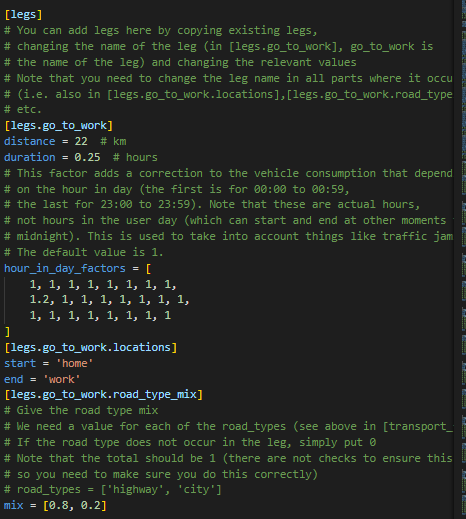 [legs]
# You can add legs here by copying existing legs,
# changing the name of the leg (in [legs.go_to_work], go_to_work is
# the name of the leg) and changing the relevant values
# Note that you need to change the leg name in all parts where it occu
# (i.e. also in [legs.go_to_work.locations],[legs.go_to_work.road_type
# etc.
[legs.go_to_work]
distance = 22  # km
duration = 0.25  # hours
# This factor adds a correction to the vehicle consumption that depend
# on the hour in day (the first is for 00:00 to 00:59,
# the last for 23:00 to 23:59). Note that these are actual hours,
# not hours in the user day (which can start and end at other moments
# midnight). This is used to take into account things like traffic jam
# The default value is 1.
hour_in_day_factors = [
    1, 1, 1, 1, 1, 1, 1, 1,
    1.2, 1, 1, 1, 1, 1, 1, 1,
    1, 1, 1, 1, 1, 1, 1, 1
]
[legs.go_to_work.locations]
start = 'home'
end = 'work'
[legs.go_to_work.road_type_mix]
# Give the road type mix
# We need a value for each of the road_types (see above in [transport_
# If the road type does not occur in the leg, simply put 0
# Note that the total should be 1 (there are not checks to ensure this
# so you need to make sure you do this correctly)
# road_types = ['highway', 'city']
mix = [0.8, 0.2]